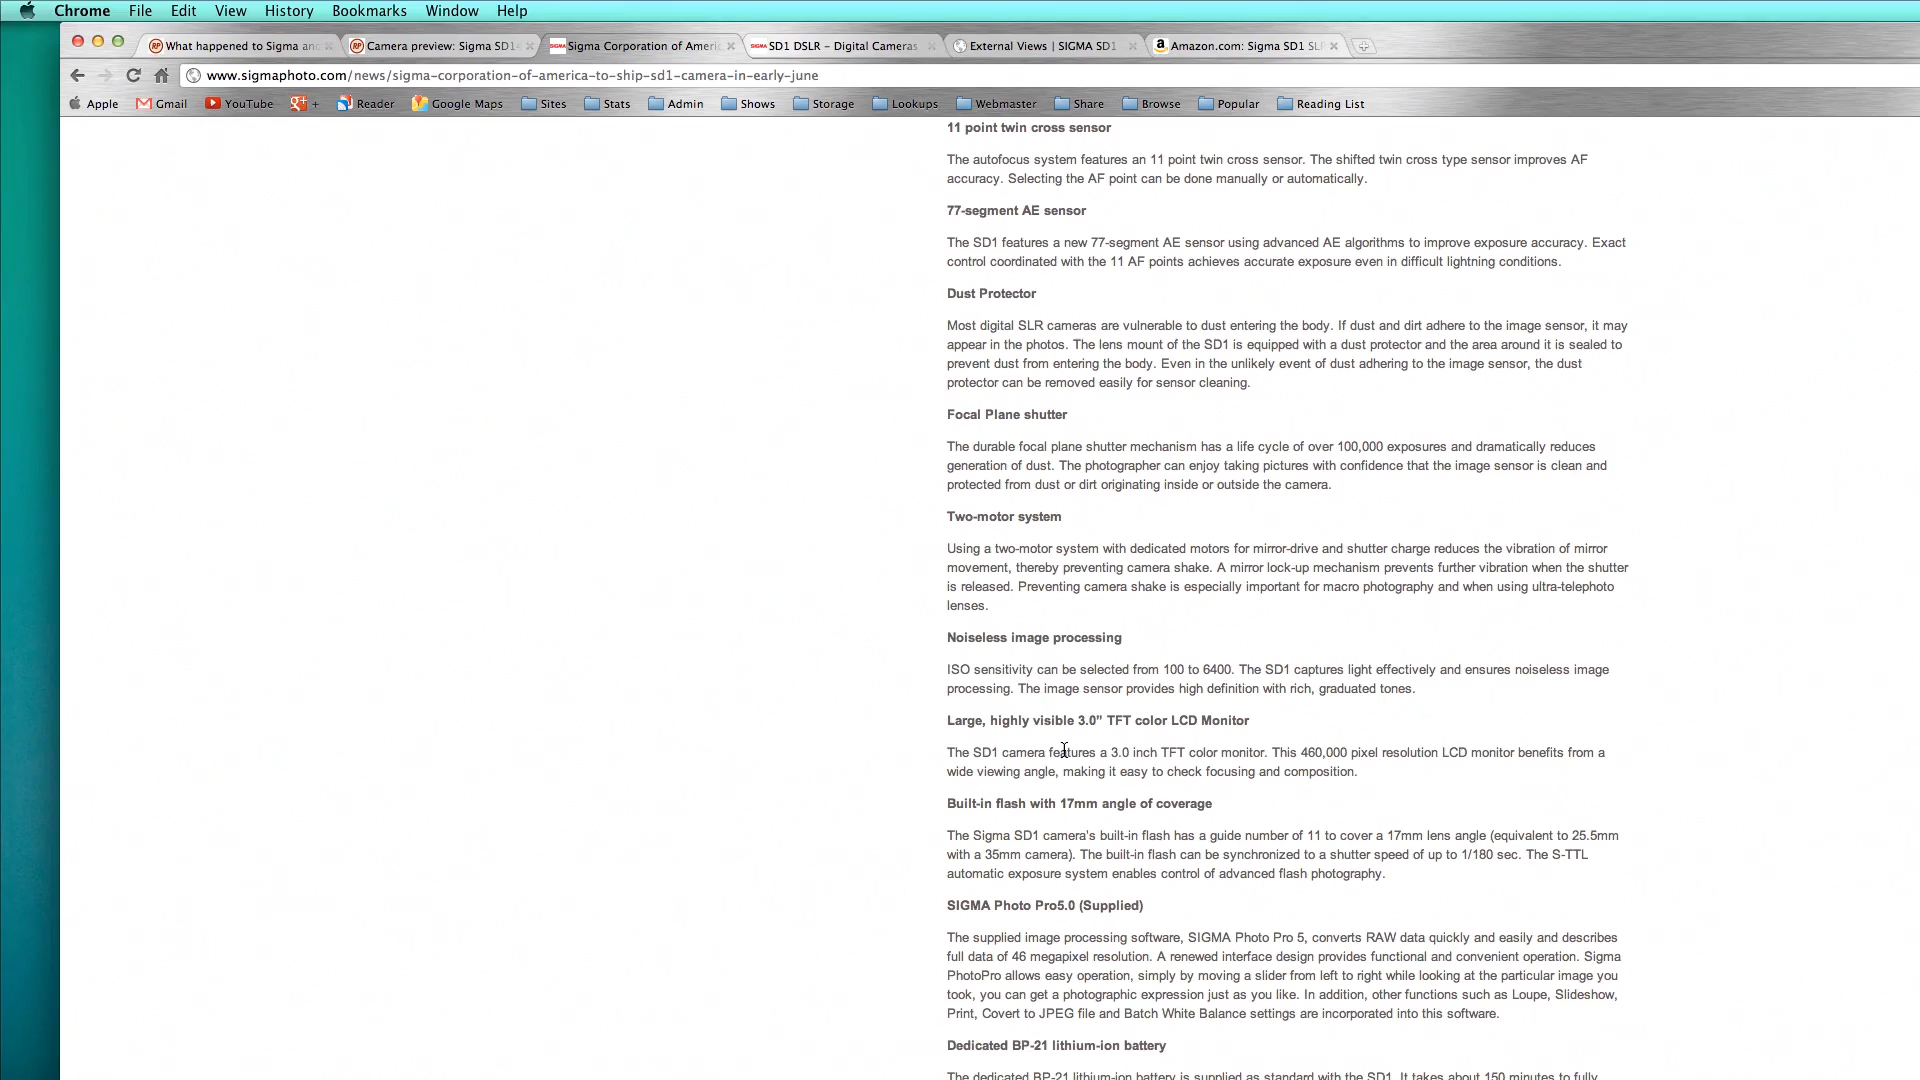 Chrome File Edit View History Bookmarks Window Help
What happened to Sigma an
Camera preview: Sigma SD1
Sigma Corporation of Ameri
SD1 DSLR - Digital Cameras
External Views | SIGMA SD1
Amazon.com: Sigma SD1 SL
www.sigmaphoto.com/news/sigma-corporation-of-america-to-ship-sd1-camera-in-early-june
Apple Gmail YouTube + Reader Google Maps Sites Stats Admin Shows Storage Lookups Webmaster Share Browse Popular Reading List
11 point twin cross sensor
The autofocus system features an 11 point twin cross sensor. The shifted twin cross type sensor improves AF
accuracy. Selecting the AF point can be done manually or automatically.
77-segment AE sensor
The SD1 features a new 77-segment AE sensor using advanced AE algorithms to improve exposure accuracy. Exact
control coordinated with the 11 AF points achieves accurate exposure even in difficult lightning conditions.
Dust Protector
Most digital SLR cameras are vulnerable to dust entering the body. If dust and dirt adhere to the image sensor, it may
appear in the photos. The lens mount of the SD1 is equipped with a dust protector and the area around it is sealed to
prevent dust from entering the body. Even in the unlikely event of dust adhering to the image sensor, the dust
protector can be removed easily for sensor cleaning.
Focal Plane shutter
The durable focal plane shutter mechanism has a life cycle of over 100,000 exposures and dramatically reduces
generation of dust. The photographer can enjoy taking pictures with confidence that the image sensor is clean and
protected from dust or dirt originating inside or outside the camera.
Two-motor system
Using a two-motor system with dedicated motors for mirror-drive and shutter charge reduces the vibration of mirror
movement, thereby preventing camera shake. A mirror lock-up mechanism prevents further vibration when the shutter
is released. Preventing camera shake is especially important for macro photography and when using ultra-telephoto
lenses.
Noiseless image processing
ISO sensitivity can be selected from 100 to 6400. The SD1 captures light effectively and ensures noiseless image
processing. The image sensor provides high definition with rich, graduated tones.
Large, highly visible 3.0” TFT color LCD Monitor
The SD1 camera features a 3.0 inch TFT color monitor. This 460,000 pixel resolution LCD monitor benefits from a
wide viewing angle, making it easy to check focusing and composition.
Built-in flash with 17mm angle of coverage
The Sigma SD1 camera's built-in flash has a guide number of 11 to cover a 17mm lens angle (equivalent to 25.5mm
with a 35mm camera). The built-in flash can be synchronized to a shutter speed of up to 1/180 sec. The S-TTL
automatic exposure system enables control of advanced flash photography.
SIGMA Photo Pro5.0 (Supplied)
The supplied image processing software, SIGMA Photo Pro 5, converts RAW data quickly and easily and describes
full data of 46 megapixel resolution. A renewed interface design provides functional and convenient operation. Sigma
PhotoPro allows easy operation, simply by moving a slider from left to right while looking at the particular image you
took, you can get a photographic expression just as you like. In addition, other functions such as Loupe, Slideshow,
Print, Covert to JPEG file and Batch White Balance settings are incorporated into this software.
Dedicated BP-21 lithium-ion battery
The dedicated BP-21 lithium-ion battery is supplied as standard with the SD1. It takes about 150 minutes to fully